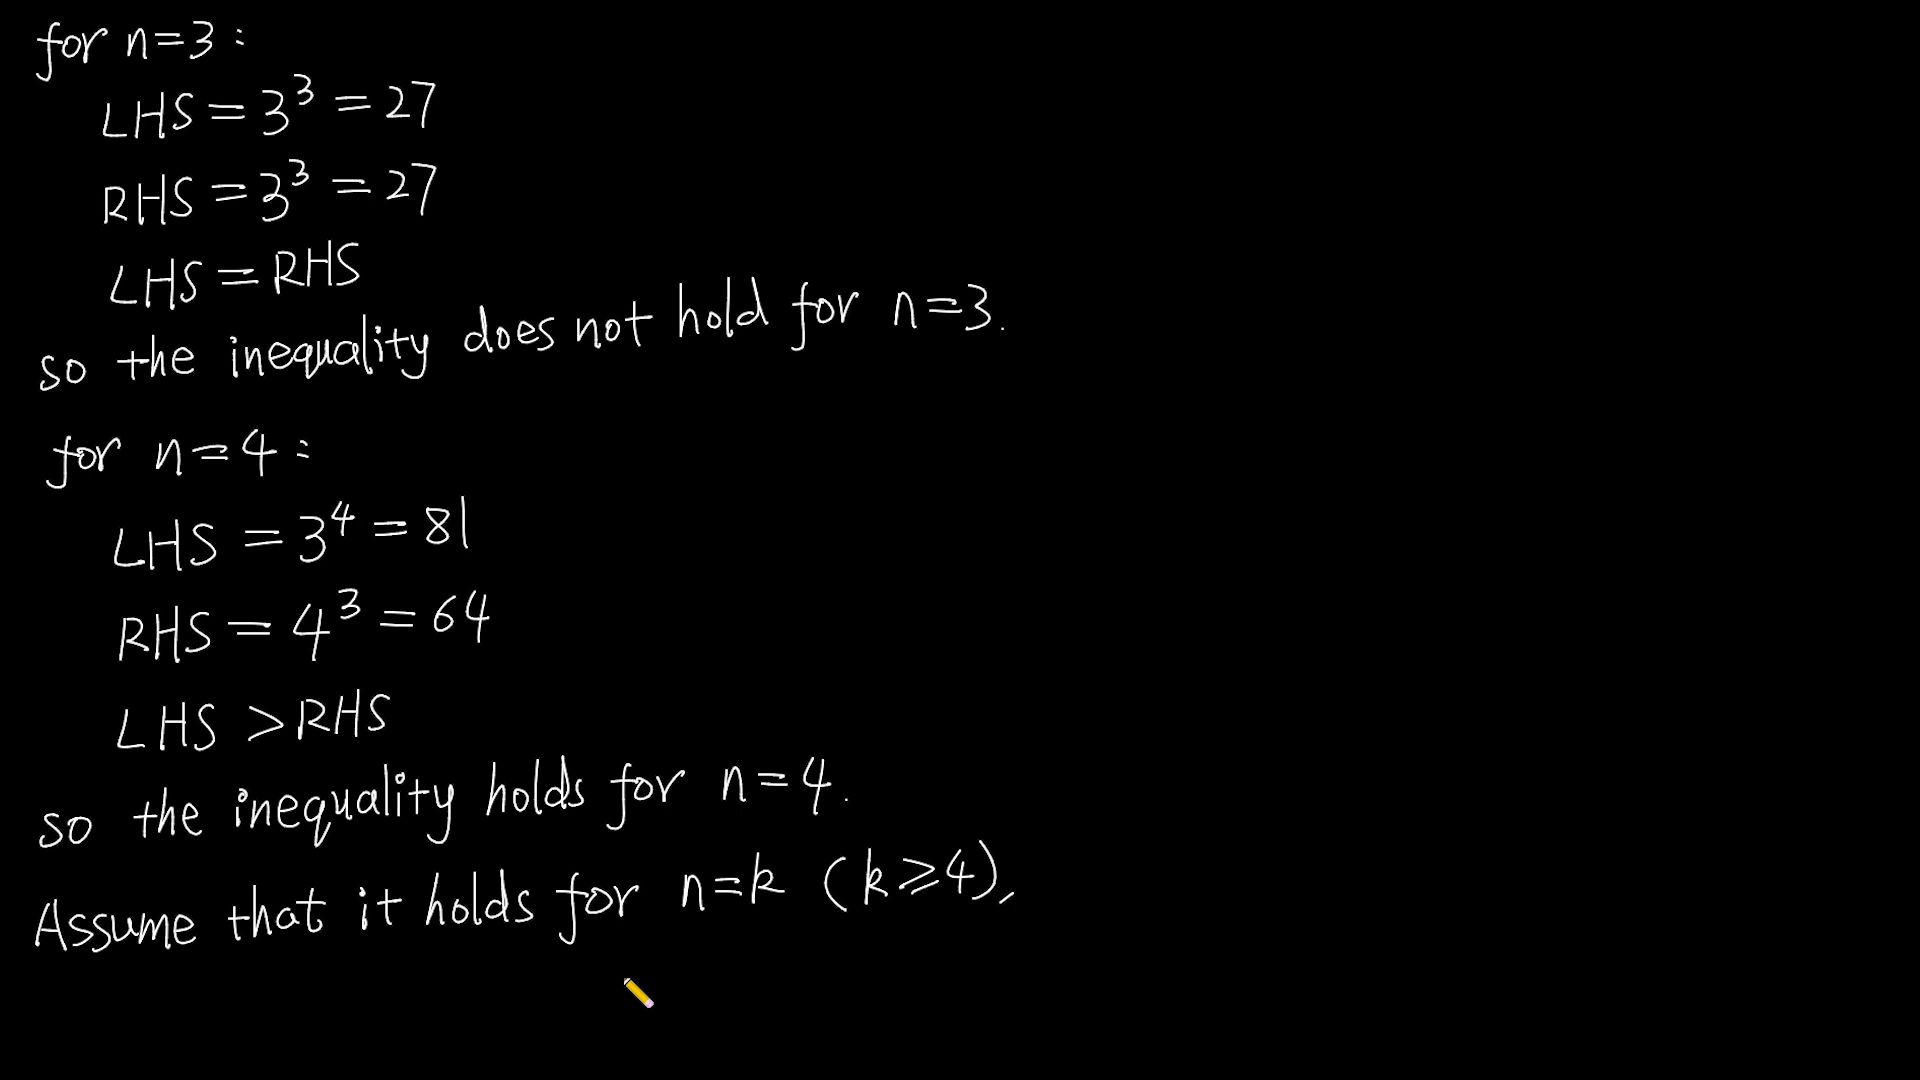 for n=3:
LHS = 3³ = 27
RHS = 3³ = 27
LHS = RHS
so the inequality does not hold for n=3.
for n=4:
LHS = 3⁴ = 81
RHS = 4³ = 64
LHS > RHS
so the inequality holds for n=4.
Assume that it holds for n=k (k≥4),